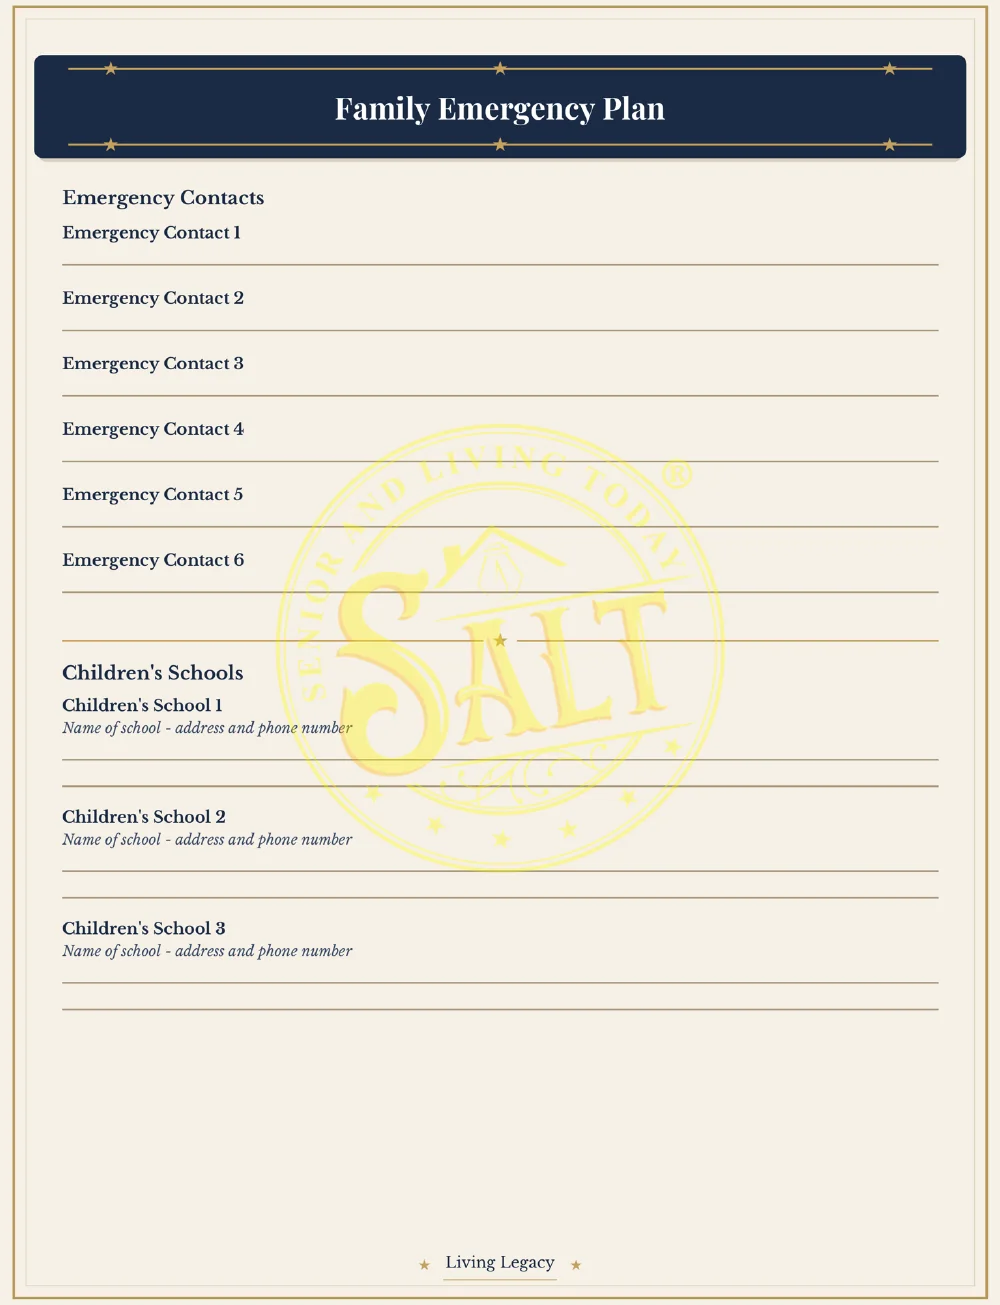 Family Emergency Plan
Emergency Contacts
Emergency Contact 1
Emergency Contact 2
Emergency Contact 3
Emergency Contact 4
Emergency Contact 5
Emergency Contact 6
SENIOR AND LIVING TODAY
®
SALT
Children's Schools
Children's School 1
Name of school - address and phone number
Children's School 2
Name of school - address and phone number
Children's School 3
Name of school - address and phone number
Living Legacy